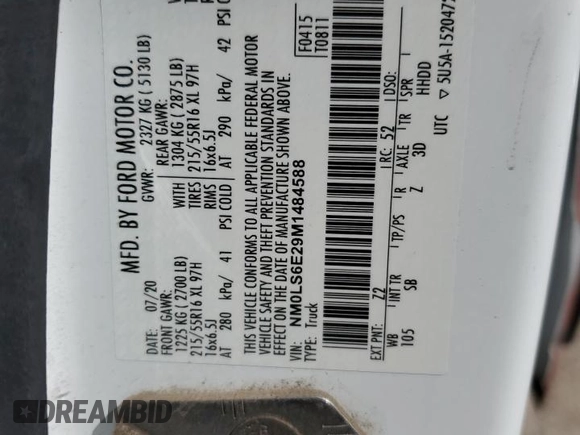 MFD. BY FORD MOTOR CO.
DATE: 07/20 GVWR: 2327 KG ( 5130 LB)
FRONT GAWR: REAR GAWR:
1225 KG ( 2700 LB) WITH 1304 KG ( 2875 LB)
215/55R16 XL 97H TIRES 215/55R16 XL 97H
16x6.5J RIMS 16x6.5J
AT 280 kPa/ 41 PSI COLD AT 290 kPa/ 42 PSI
THIS VEHICLE CONFORMS TO ALL APPLICABLE FEDERAL MOTOR
VEHICLE SAFETY AND THEFT PREVENTION STANDARDS IN
EFFECT ON THE DATE OF MANUFACTURE SHOWN ABOVE.
VIN: NM0LS6E29M1484588
TYPE: Truck
F0415
T0811
EXT PNT: Z2 RC: 52 DSO:
WB INT TR TP/PS R AXLE TR SPR
105 SB Z 3D HHDD
UTC ▽ 5U5A-1520472
DREAMBID